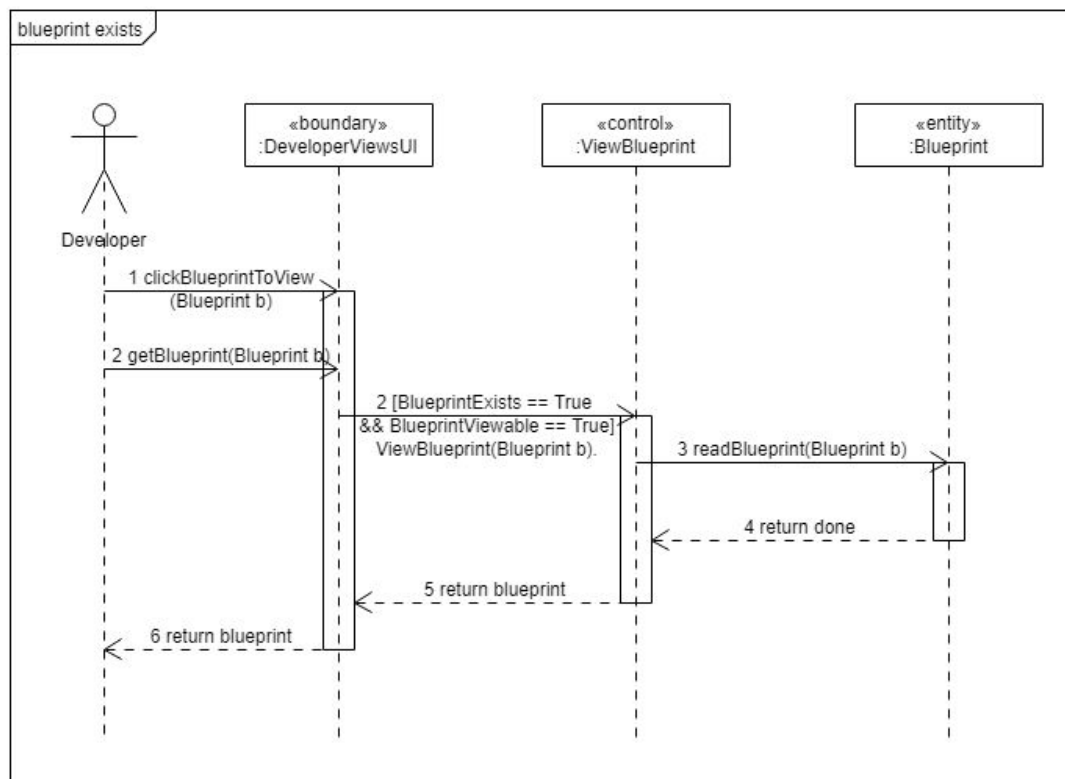 blueprint exists
«boundary»
:DeveloperViewsUI
«control»
:ViewBlueprint
«entity»
:Blueprint
Developer
1 clickBlueprintToView
(Blueprint b)
2 getBlueprint(Blueprint b)
2 [BlueprintExists == True
&& BlueprintViewable == True]
ViewBlueprint(Blueprint b).
3 readBlueprint(Blueprint b)
4 return done
5 return blueprint
6 return blueprint